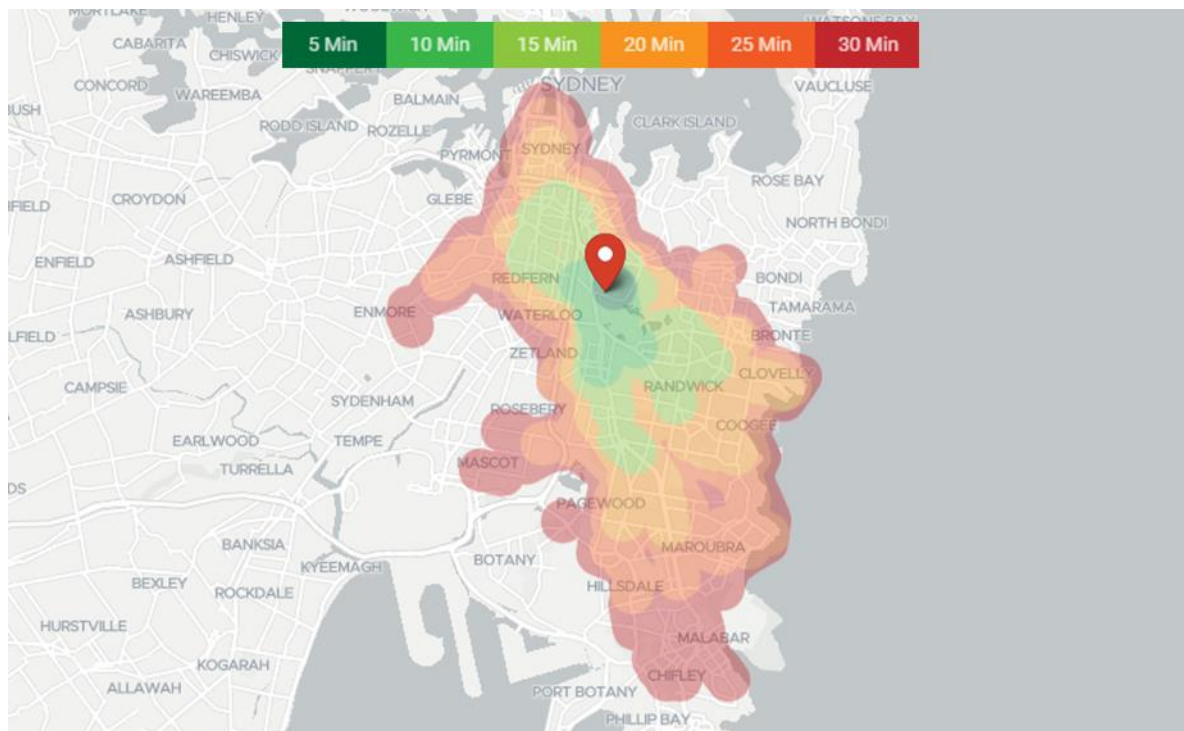 MORTLAKE
HENLEY
WATSONS BAY
5 Min 10 Min 15 Min 20 Min 25 Min 30 Min
CABARITA
CHISWICK
SYDNEY
CONCORD
WAREEMBA
BALMAIN
VAUCLUSE
RODD ISLAND
ROZELLE
CLARK ISLAND
PYRMONT
SYDNEY
ROSE BAY
CROYDON
GLEBE
NORTH BONDI
ENFIELD
ASHFIELD
REDFERN
BONDI
ASHBURY
ENMORE
WATERLOO
TAMARAMA
BRONTE
ZETLAND
CLOVELLY
CAMPSIE
RANDWICK
SYDENHAM
ROSEBERY
COOGEE
EARLWOOD
TEMPE
TURRELLA
MASCOT
PAGEWOOD
BANKSIA
MAROUBRA
KYEEMAGH
BOTANY
BEXLEY
ROCKDALE
HILLSDALE
HURSTVILLE
MALABAR
KOGARAH
CHIFLEY
ALLAWAH
PORT BOTANY
PHILLIP BAY